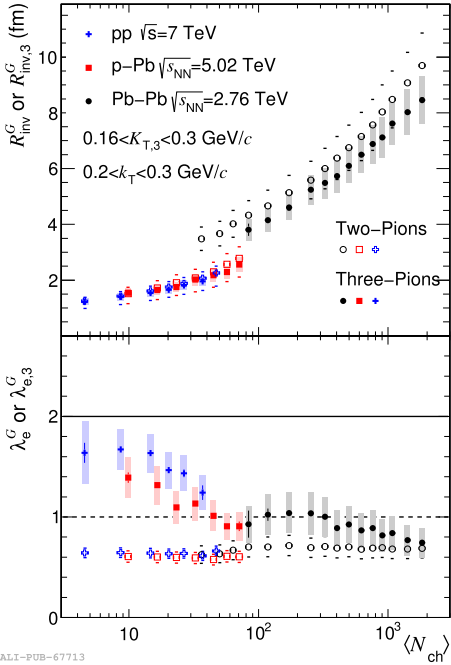 R^G_inv or R^G_inv,3 (fm)
10
8
6
4
2
pp √s=7 TeV
p−Pb √s_NN=5.02 TeV
Pb−Pb √s_NN=2.76 TeV
0.16<K_T,3<0.3 GeV/c
0.2<k_T<0.3 GeV/c
Two−Pions
Three−Pions
λ^G_e or λ^G_e,3
3
2
1
0
10
10^2
10^3
⟨N_ch⟩
ALI-PUB-67713